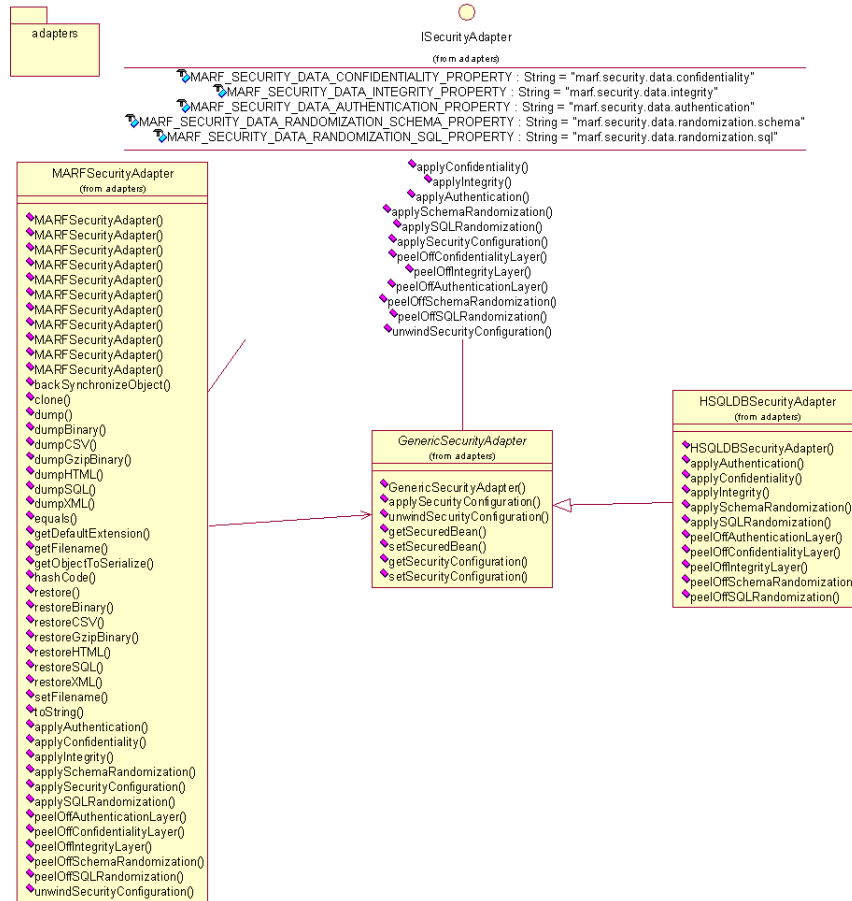 adapters
ISecurityAdapter
(from adapters)
MARF_SECURITY_DATA_CONFIDENTIALITY_PROPERTY : String = "marf.security.data.confidentiality"
MARF_SECURITY_DATA_INTEGRITY_PROPERTY : String = "marf.security.data.integrity"
MARF_SECURITY_DATA_AUTHENTICATION_PROPERTY : String = "marf.security.data.authentication"
MARF_SECURITY_DATA_RANDOMIZATION_SCHEMA_PROPERTY : String = "marf.security.data.randomization.schema"
MARF_SECURITY_DATA_RANDOMIZATION_SQL_PROPERTY : String = "marf.security.data.randomization.sql"
applyConfidentiality()
applyIntegrity()
applyAuthentication()
applySchemaRandomization()
applySQLRandomization()
applySecurityConfiguration()
peelOffConfidentialityLayer()
peelOffIntegrityLayer()
peelOffAuthenticationLayer()
peelOffSchemaRandomization()
peelOffSQLRandomization()
unwindSecurityConfiguration()
MARFSecurityAdapter
(from adapters)
MARFSecurityAdapter()
MARFSecurityAdapter()
MARFSecurityAdapter()
MARFSecurityAdapter()
MARFSecurityAdapter()
MARFSecurityAdapter()
MARFSecurityAdapter()
MARFSecurityAdapter()
MARFSecurityAdapter()
MARFSecurityAdapter()
MARFSecurityAdapter()
backSynchronizeObject()
clone()
dump()
dumpBinary()
dumpCSV()
dumpGzipBinary()
dumpHTML()
dumpSQL()
dumpXML()
equals()
getDefaultExtension()
getFilename()
getObjectToSerialize()
hashCode()
restore()
restoreBinary()
restoreCSV()
restoreGzipBinary()
restoreHTML()
restoreSQL()
restoreXML()
setFilename()
toString()
applyAuthentication()
applyConfidentiality()
applyIntegrity()
applySchemaRandomization()
applySecurityConfiguration()
applySQLRandomization()
peelOffAuthenticationLayer()
peelOffConfidentialityLayer()
peelOffIntegrityLayer()
peelOffSchemaRandomization()
peelOffSQLRandomization()
unwindSecurityConfiguration()
GenericSecurityAdapter
(from adapters)
GenericSecurityAdapter()
applySecurityConfiguration()
unwindSecurityConfiguration()
getSecuredBean()
setSecuredBean()
getSecurityConfiguration()
setSecurityConfiguration()
HSQLDBSecurityAdapter
(from adapters)
HSQLDBSecurityAdapter()
applyAuthentication()
applyConfidentiality()
applyIntegrity()
applySchemaRandomization()
applySQLRandomization()
peelOffAuthenticationLayer()
peelOffConfidentialityLayer()
peelOffIntegrityLayer()
peelOffSchemaRandomization
peelOffSQLRandomization()